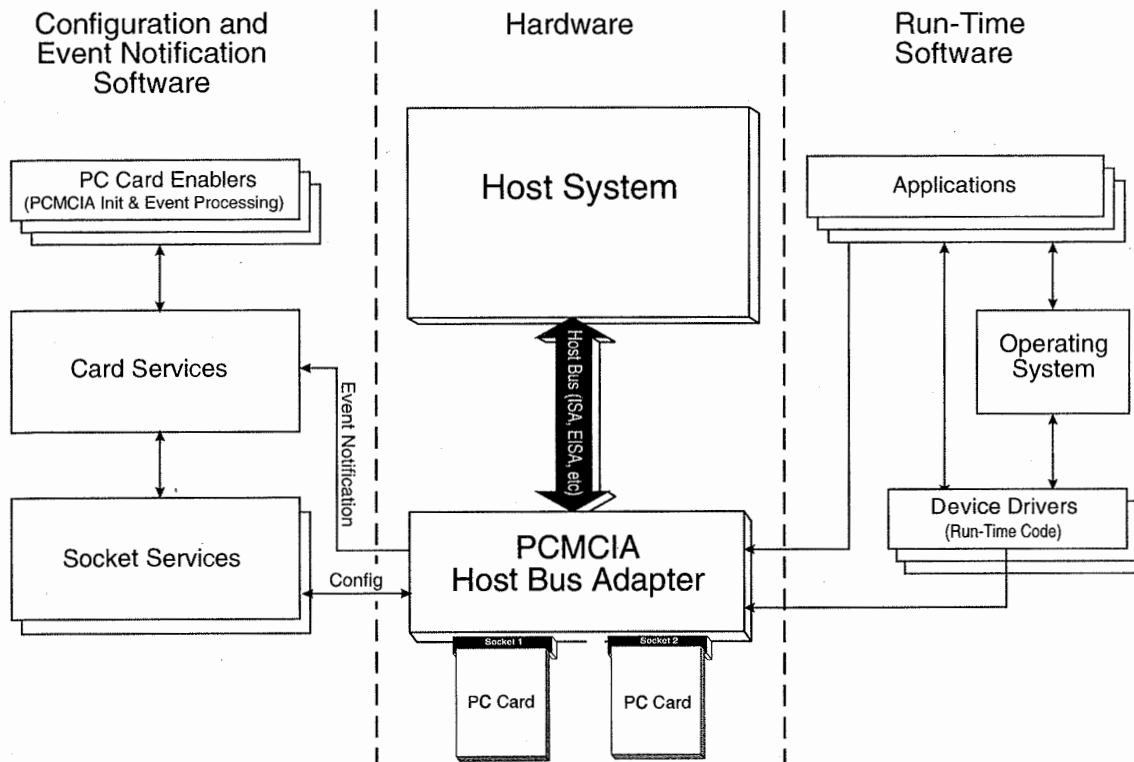 Configuration and
Event Notification
Software
Hardware
Run-Time
Software
PC Card Enablers
(PCMCIA Init & Event Processing)
Host System
Applications
Card Services
Event Notification
Host Bus (ISA, EISA, etc)
Operating
System
Socket Services
Config
PCMCIA
Host Bus Adapter
Device Drivers
(Run-Time Code)
Socket 1
Socket 2
PC Card
PC Card